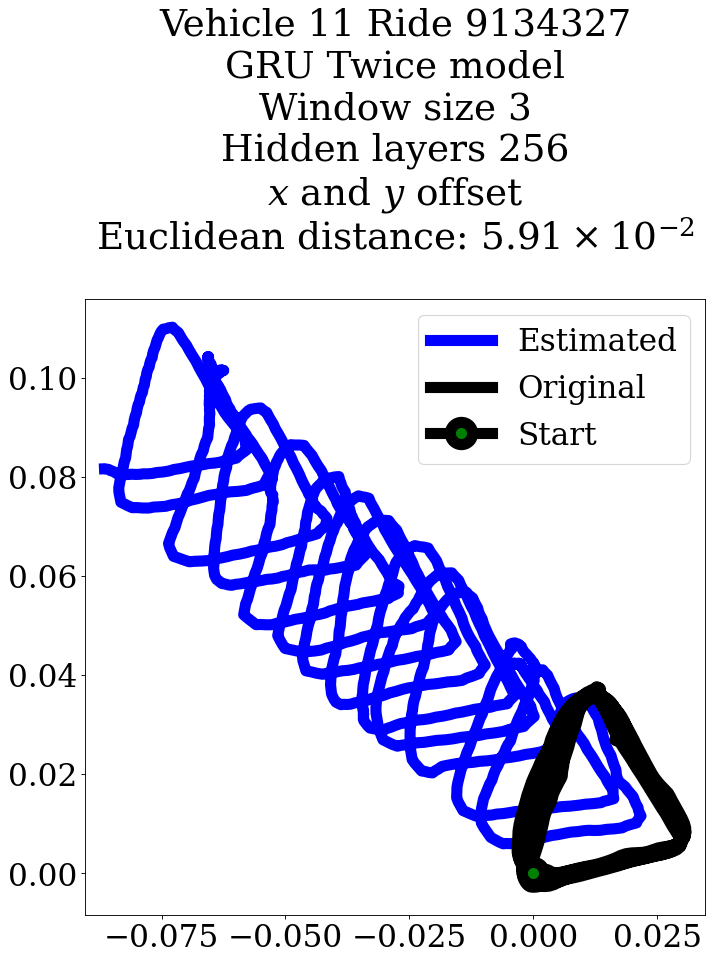 Vehicle 11 Ride 9134327
GRU Twice model
Window size 3
Hidden layers 256
x and y offset
Euclidean distance: 5.91 × 10⁻²
Estimated
Original
Start
0.10
0.08
0.06
0.04
0.02
0.00
−0.075 −0.050 −0.025 0.000 0.025